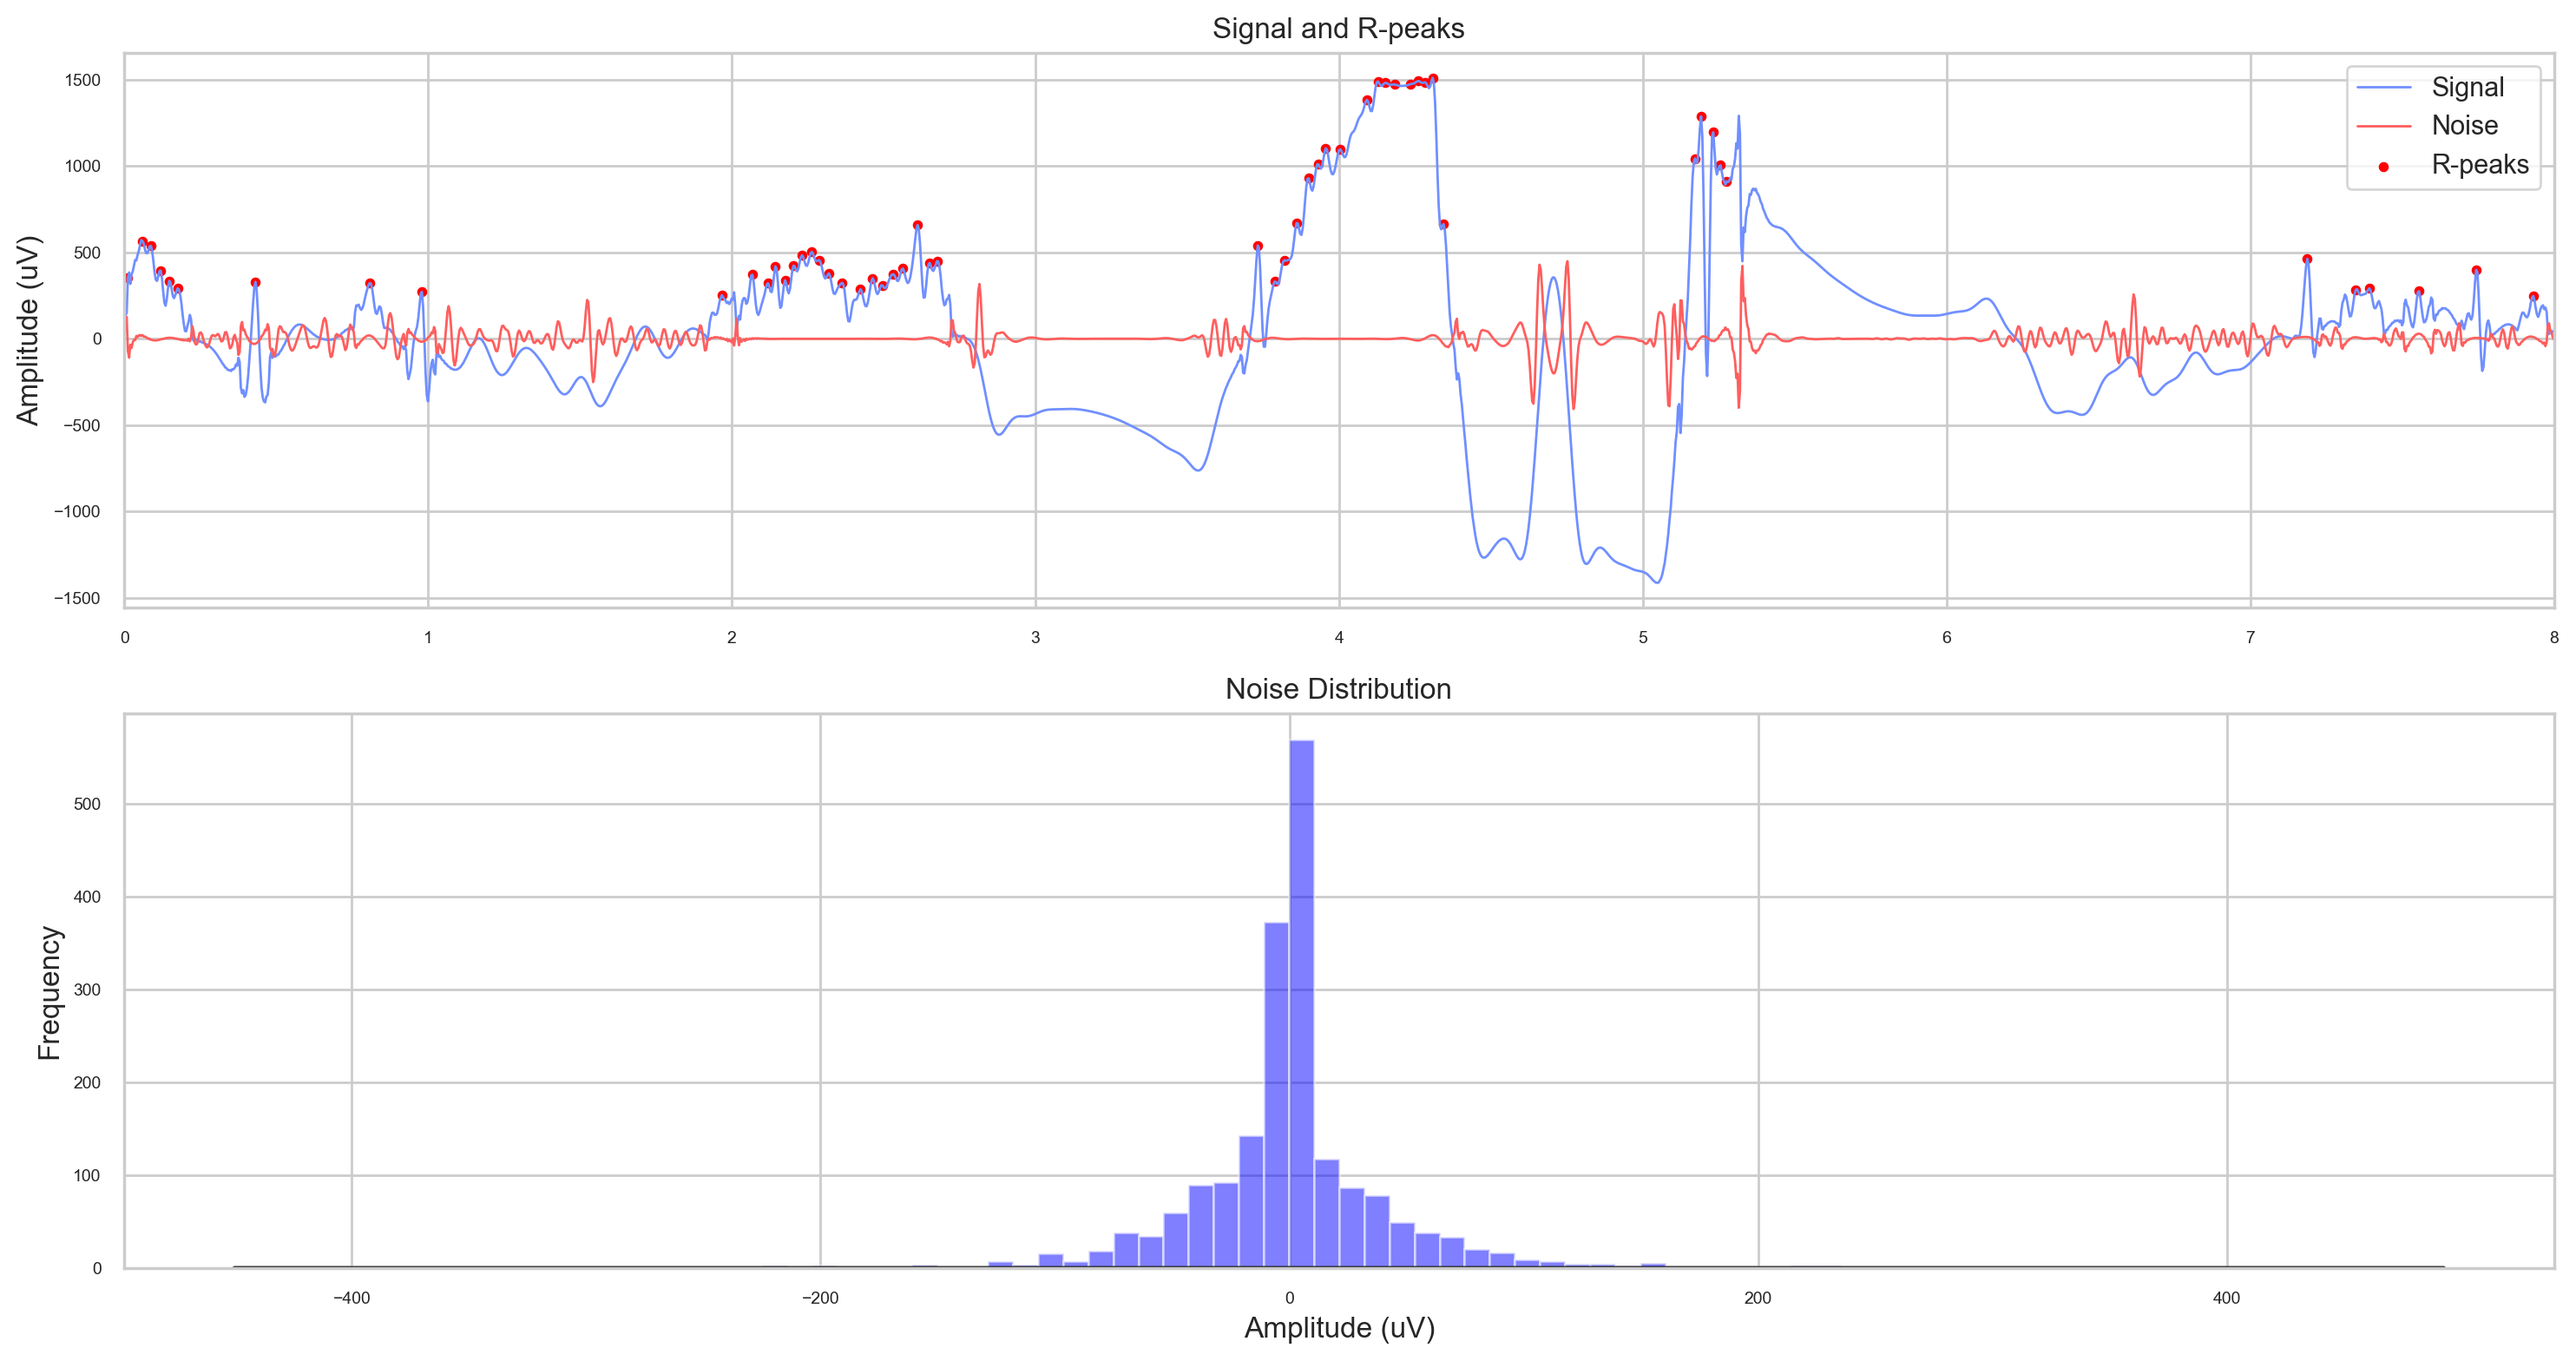 Signal and R-peaks
Amplitude (uV)
1500
1000
500
0
−500
−1000
−1500
Signal
Noise
R-peaks
0 1 2 3 4 5 6 7 8
Noise Distribution
Frequency
500
400
300
200
100
0
−400 −200 0 200 400
Amplitude (uV)